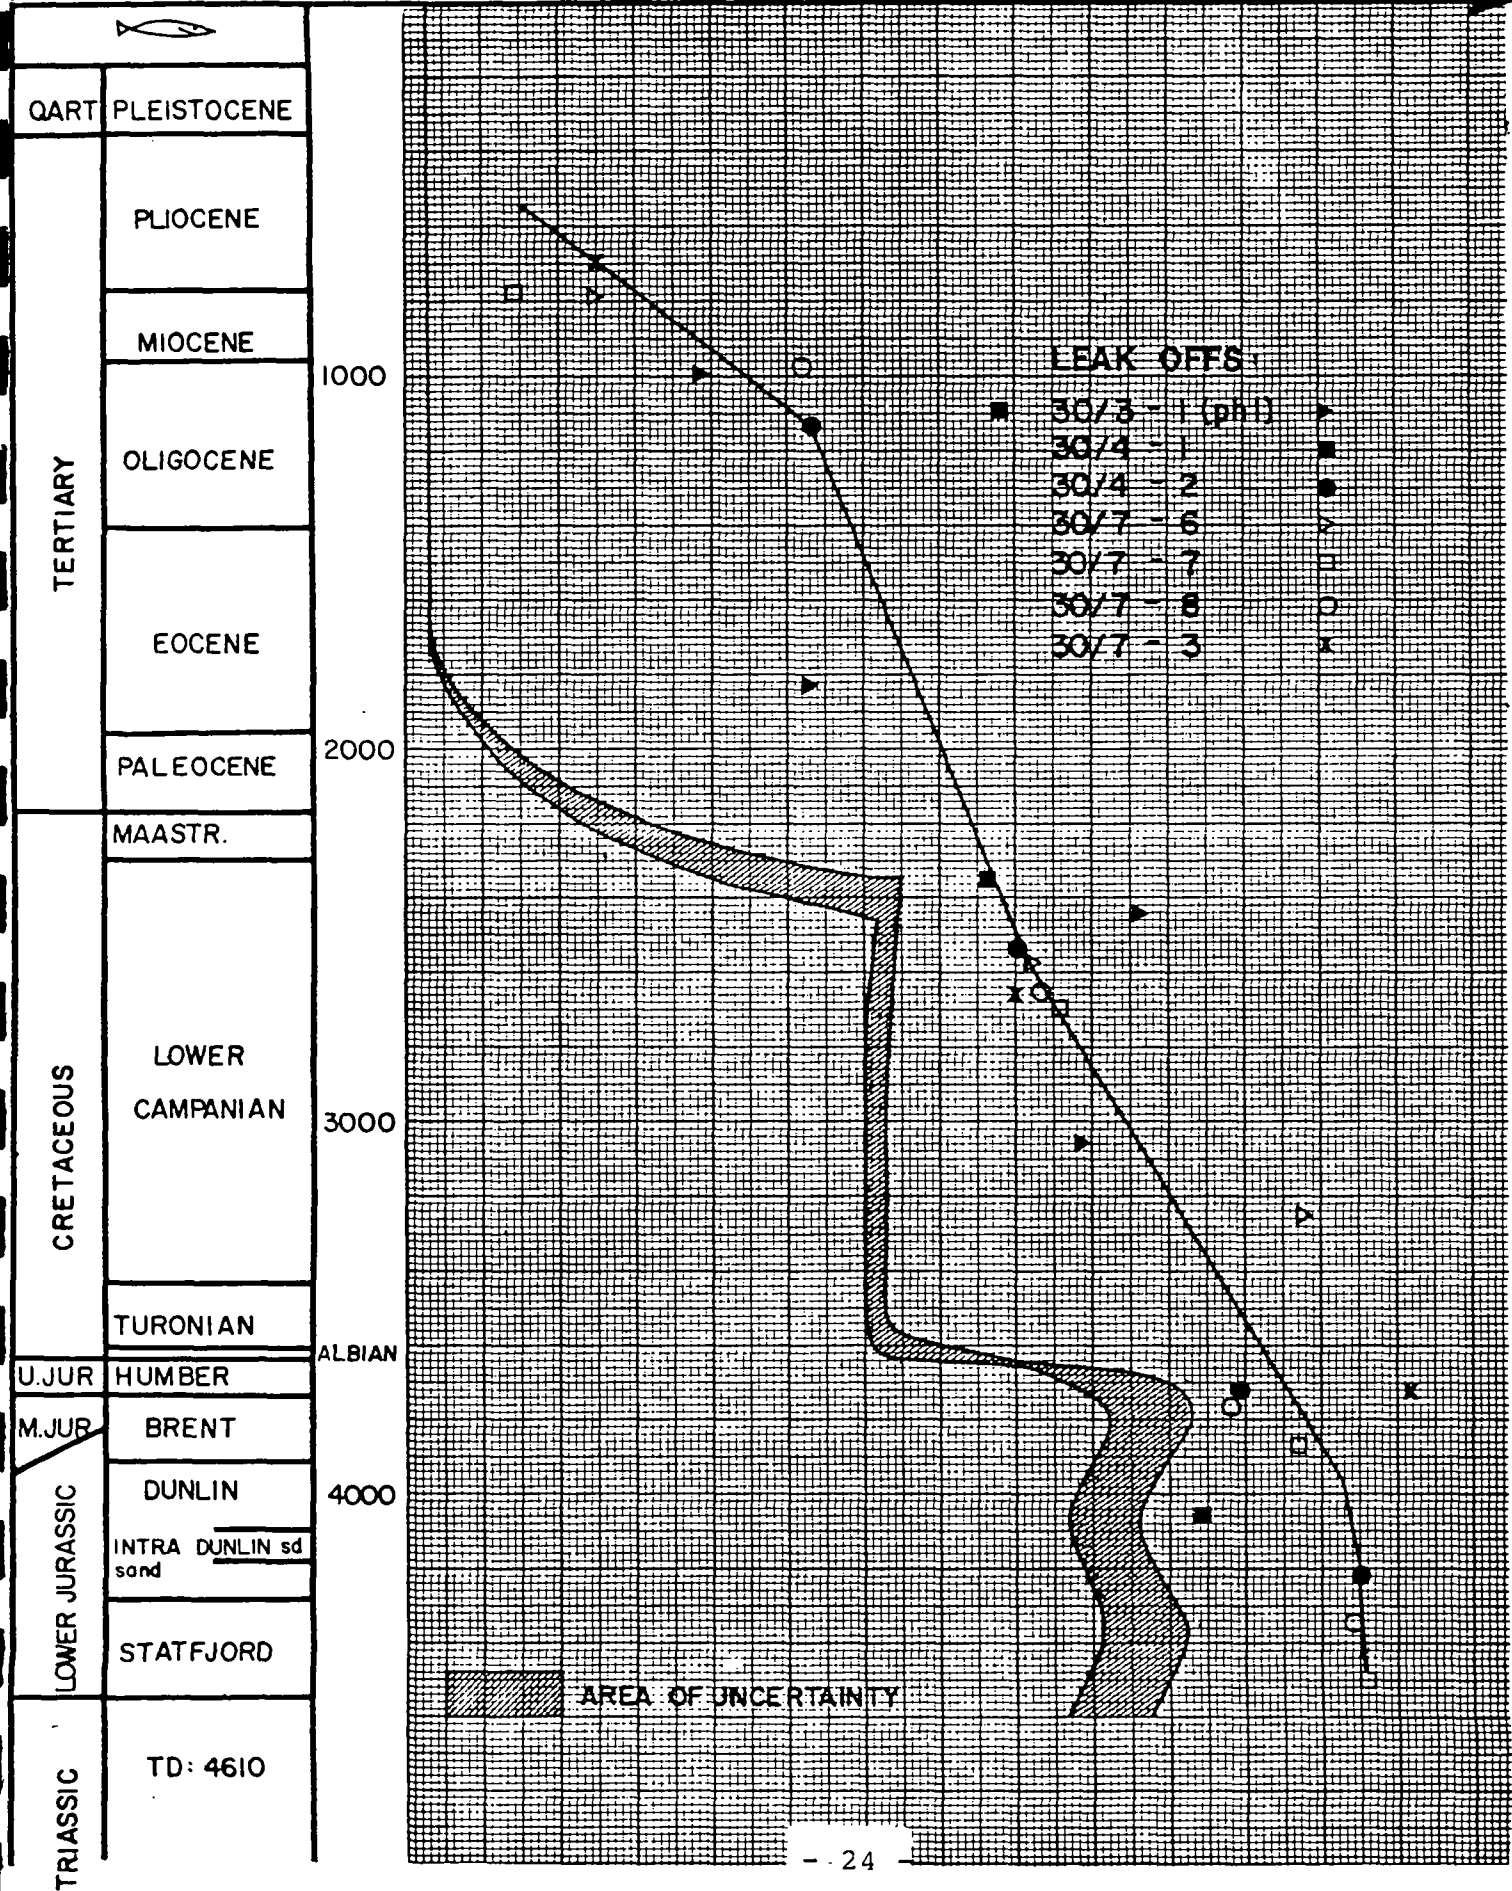 QART PLEISTOCENE
TERTIARY
PLIOCENE
MIOCENE
OLIGOCENE
EOCENE
PALEOCENE
CRETACEOUS
MAASTR.
LOWER
CAMPANIAN
TURONIAN
ALBIAN
U.JUR HUMBER
M.JUR BRENT
LOWER JURASSIC
DUNLIN
INTRA DUNLIN sd
sand
STATFJORD
TRIASSIC
TD: 4610
1000
2000
3000
4000
LEAK OFFS:
30/3 - 1 (phl)
30/4 - 1
30/4 - 2
30/7 - 6
30/7 - 7
30/7 - 8
30/7 - 3
AREA OF UNCERTAINTY
- 24 -